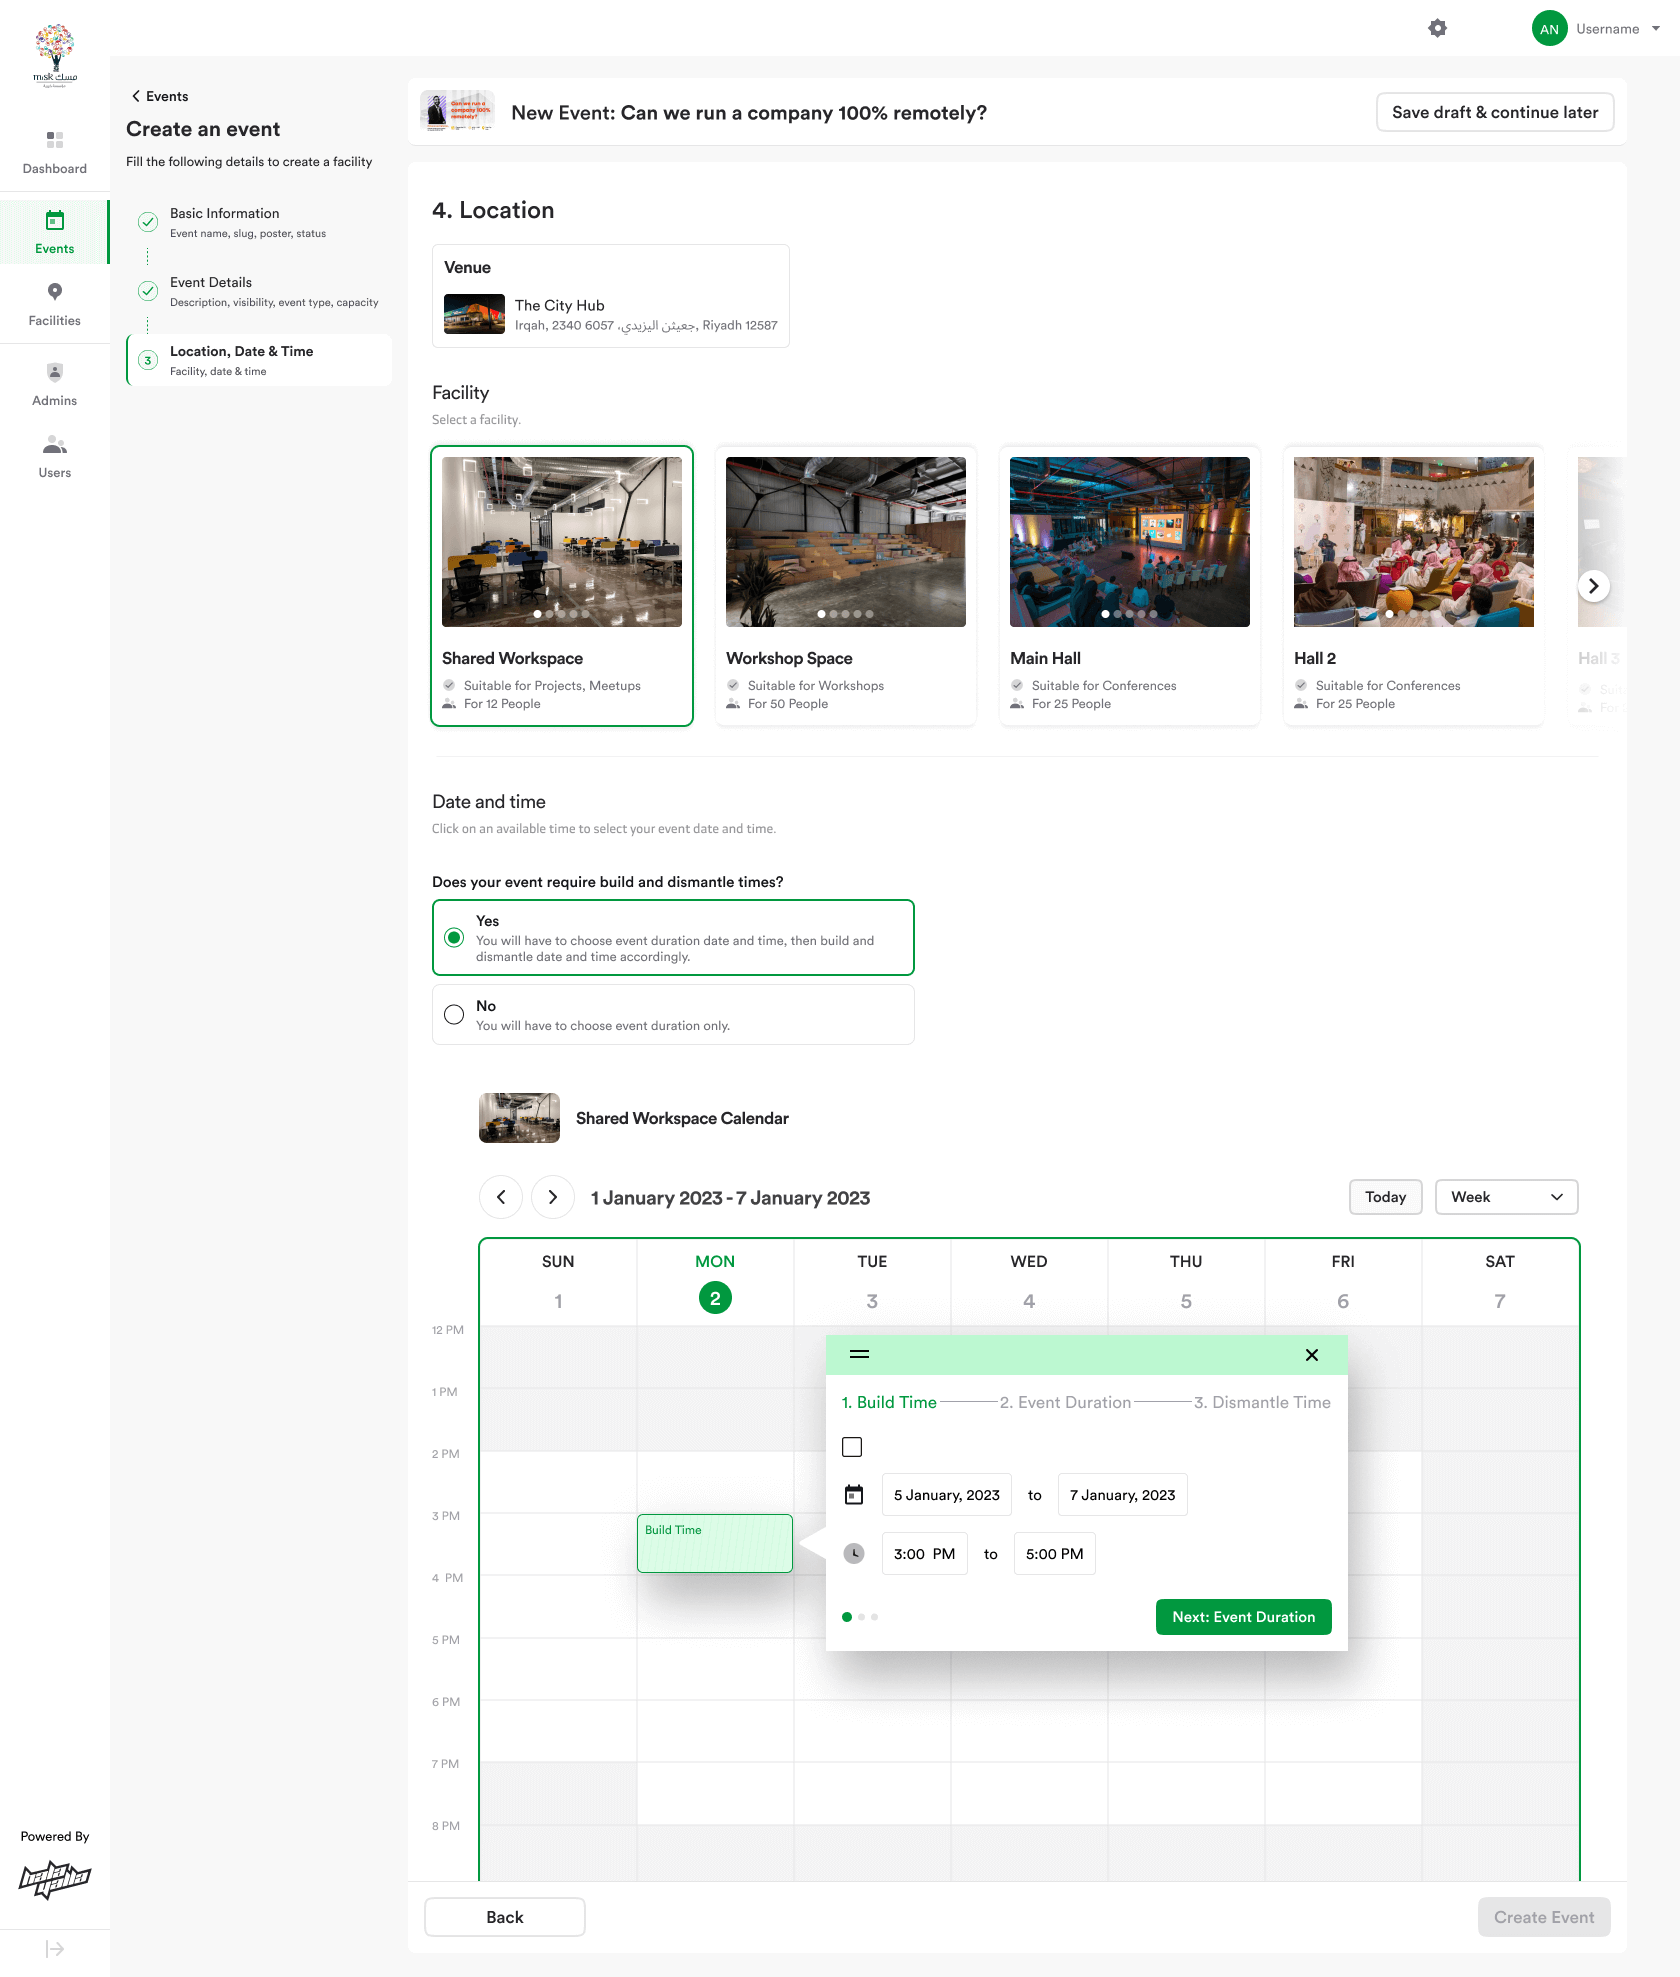 misk مسك
AN
Username
Dashboard
Events
Facilities
Admins
Users
Powered By
Events
Create an event
Fill the following details to create a facility
Basic Information
Event name, slug, poster, status
Event Details
Description, visibility, event type, capacity
3
Location, Date & Time
Facility, date & time
Can we run a
company 100%
remotely?
New Event: Can we run a company 100% remotely?
Save draft & continue later
4. Location
Venue
The City Hub
Irqah, 2340 جعيثن اليزيدي، 6057, Riyadh 12587
Facility
Select a facility.
Shared Workspace
Suitable for Projects, Meetups
For 12 People
Workshop Space
Suitable for Workshops
For 50 People
Main Hall
Suitable for Conferences
For 25 People
Hall 2
Suitable for Conferences
For 25 People
Hall 3
For
Date and time
Click on an available time to select your event date and time.
Does your event require build and dismantle times?
Yes
You will have to choose event duration date and time, then build and
dismantle date and time accordingly.
No
You will have to choose event duration only.
Shared Workspace Calendar
1 January 2023 - 7 January 2023
Today
Week
SUN MON TUE WED THU FRI SAT
1 2 3 4 5 6 7
12 PM
1 PM
2 PM
3 PM
4 PM
5 PM
6 PM
7 PM
8 PM
Build Time
1. Build Time 2. Event Duration 3. Dismantle Time
5 January, 2023 to 7 January, 2023
3:00 PM to 5:00 PM
Next: Event Duration
Back
Create Event